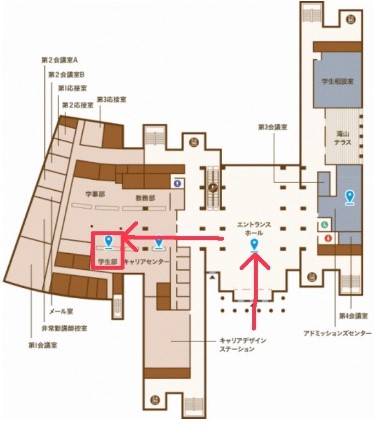 第2会議室A
第2会議室B
第1応接室
第2応接室
第3応接室
学生相談室
滝山
テラス
第3会議室
学事部
教務部
エントランス
ホール
学生部
キャリアセンター
メール室
非常勤講師控室
第1会議室
第4会議室
アドミッションズセンター
キャリアデザイン
ステーション